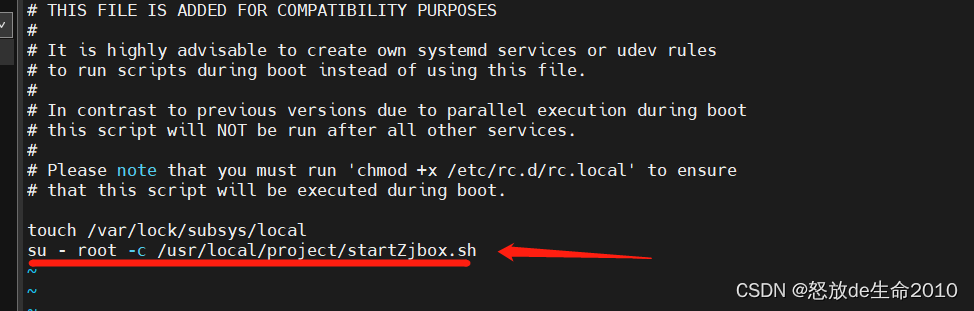 # THIS FILE IS ADDED FOR COMPATIBILITY PURPOSES
#
# It is highly advisable to create own systemd services or udev rules
# to run scripts during boot instead of using this file.
#
# In contrast to previous versions due to parallel execution during boot
# this script will NOT be run after all other services.
#
# Please note that you must run 'chmod +x /etc/rc.d/rc.local' to ensure
# that this script will be executed during boot.
touch /var/lock/subsys/local
su - root -c /usr/local/project/startZjbox.sh
~
~
~
CSDN @怒放de生命2010